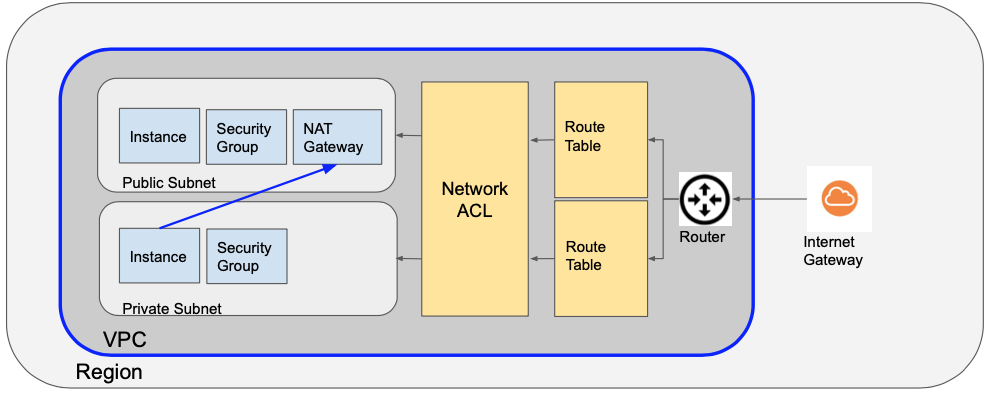 Instance
Security
Group
NAT
Gateway
Public Subnet
Instance
Security
Group
Private Subnet
Network
ACL
Route
Table
Route
Table
Router
Internet
Gateway
VPC
Region